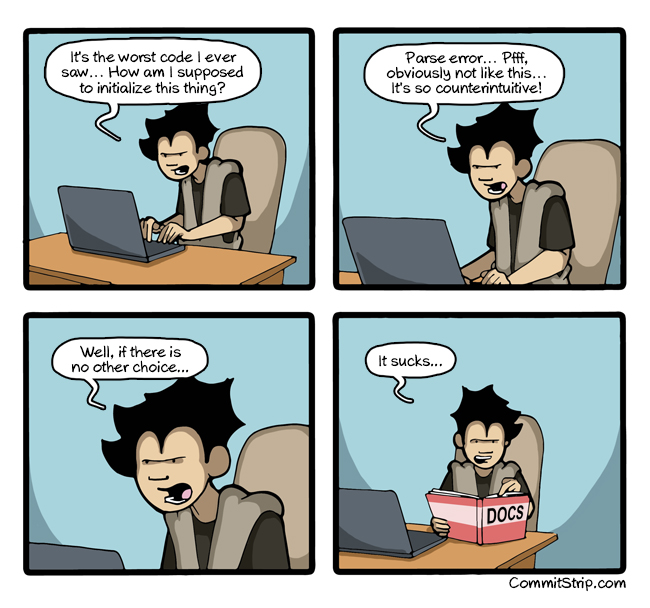 It's the worst code I ever
saw... How am I supposed
to initialize this thing?
Parse error... Pfff,
obviously not like this...
It's so counterintuitive!
Well, if there is
no other choice...
It sucks...
DOCS
CommitStrip.com